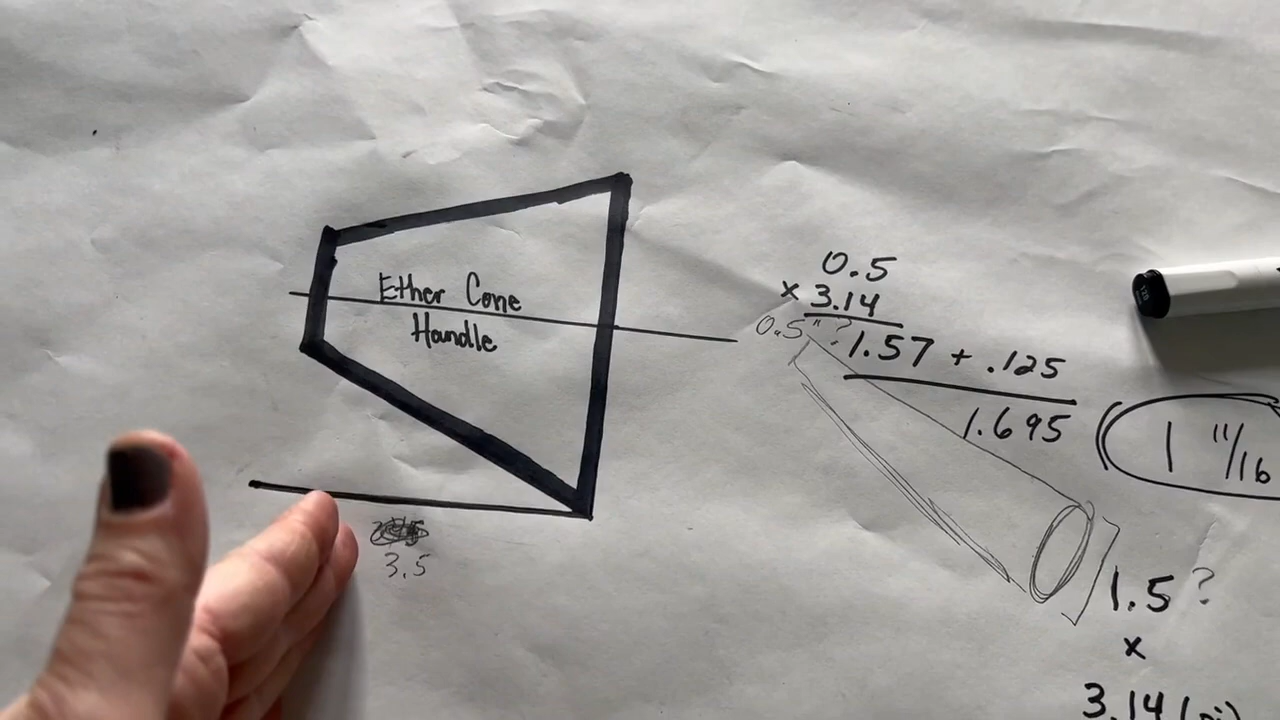 Ether Cone
Handle
3.5
0.5
x 3.14
0.5"?
1.57 + .125
1.695
1 11/16
1.5?
x
3.14 (pi)